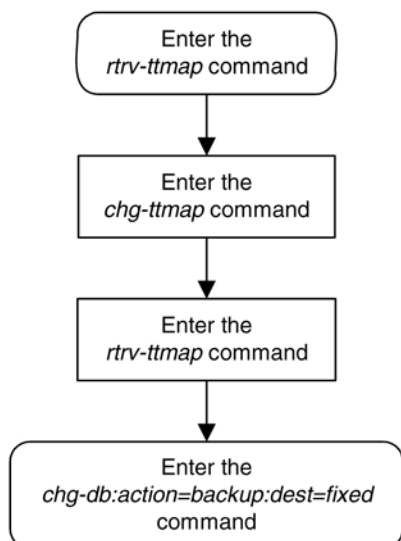 Enter the
rtrv-ttmap command
Enter the
chg-ttmap command
Enter the
rtrv-ttmap command
Enter the
chg-db:action=backup:dest=fixed
command